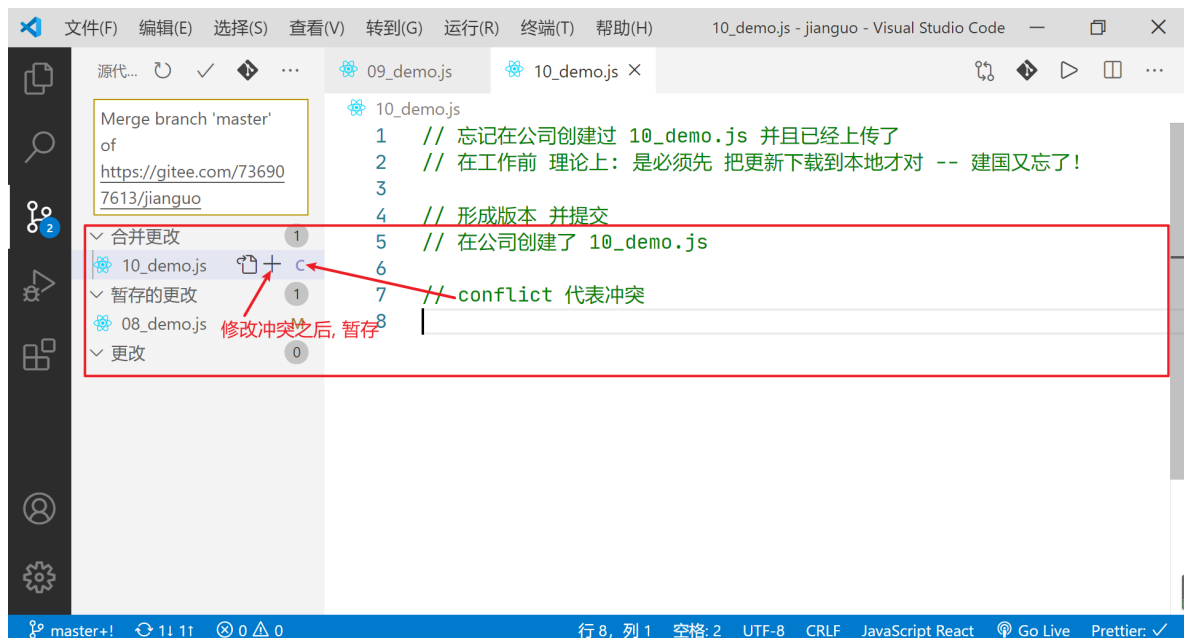 文件(F) 编辑(E) 选择(S) 查看(V) 转到(G) 运行(R) 终端(T) 帮助(H) 10_demo.js - jianguo - Visual Studio Code
源代... 09_demo.js 10_demo.js
Merge branch 'master'
of
https://gitee.com/73690
7613/jianguo
10_demo.js
1 // 忘记在公司创建过 10_demo.js 并且已经上传了
2 // 在工作前 理论上: 是必须先 把更新下载到本地才对 -- 建国又忘了!
3
4 // 形成版本 并提交
5 // 在公司创建了 10_demo.js
6
7 // conflict 代表冲突
8
2
合并更改 1
10_demo.js C
暂存的更改 1
08_demo.js M
修改冲突之后, 暂存
更改 0
master+! 1↓ 1↑ 0 0 行 8, 列 1 空格: 2 UTF-8 CRLF JavaScript React Go Live Prettier: ✓